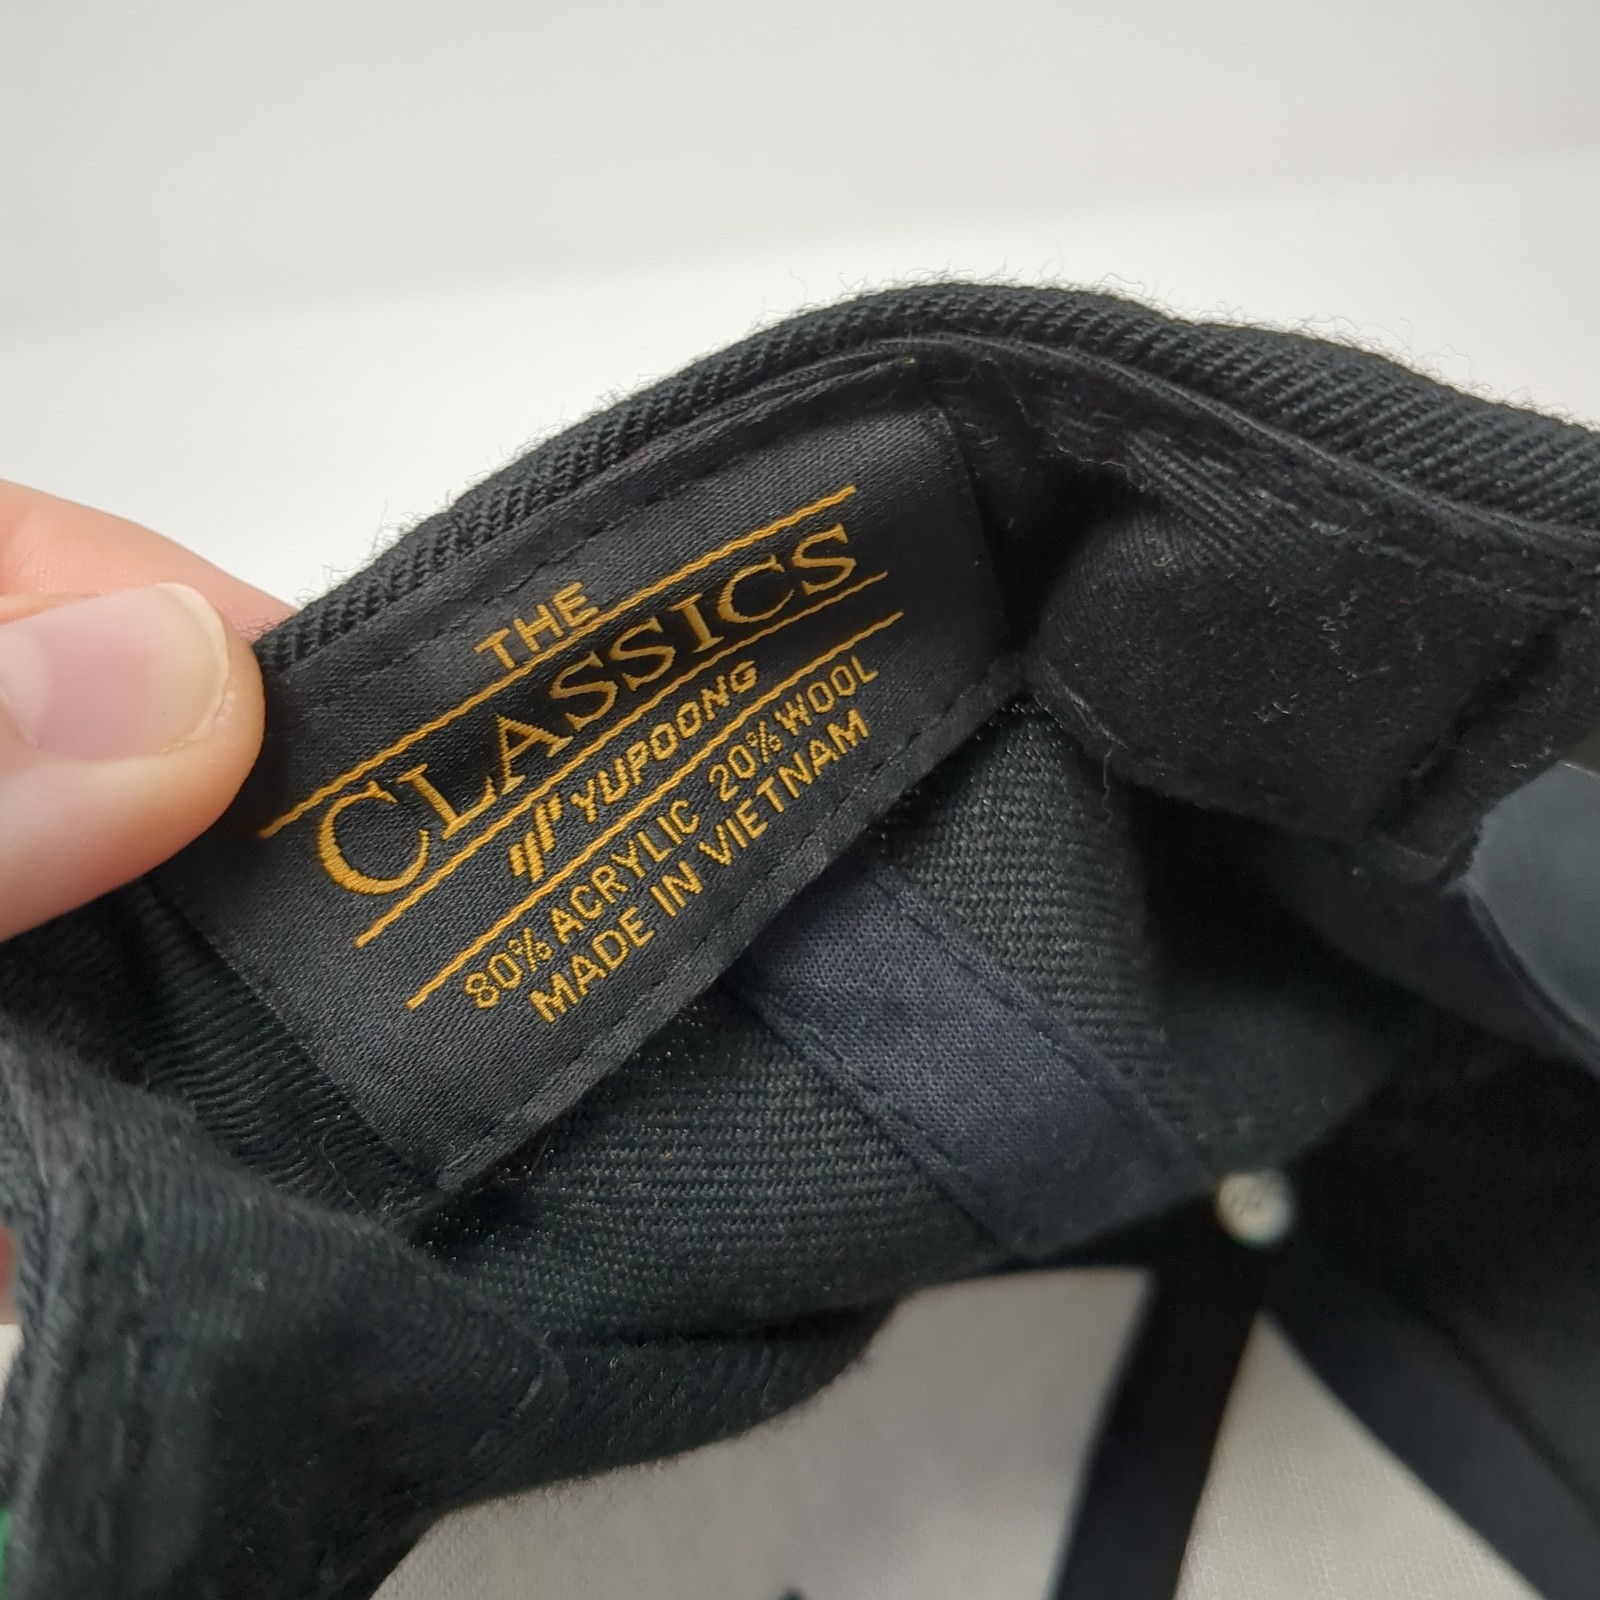 THE
CLASSICS
YUPOONG
80% ACRYLIC 20% WOOL
MADE IN VIETNAM